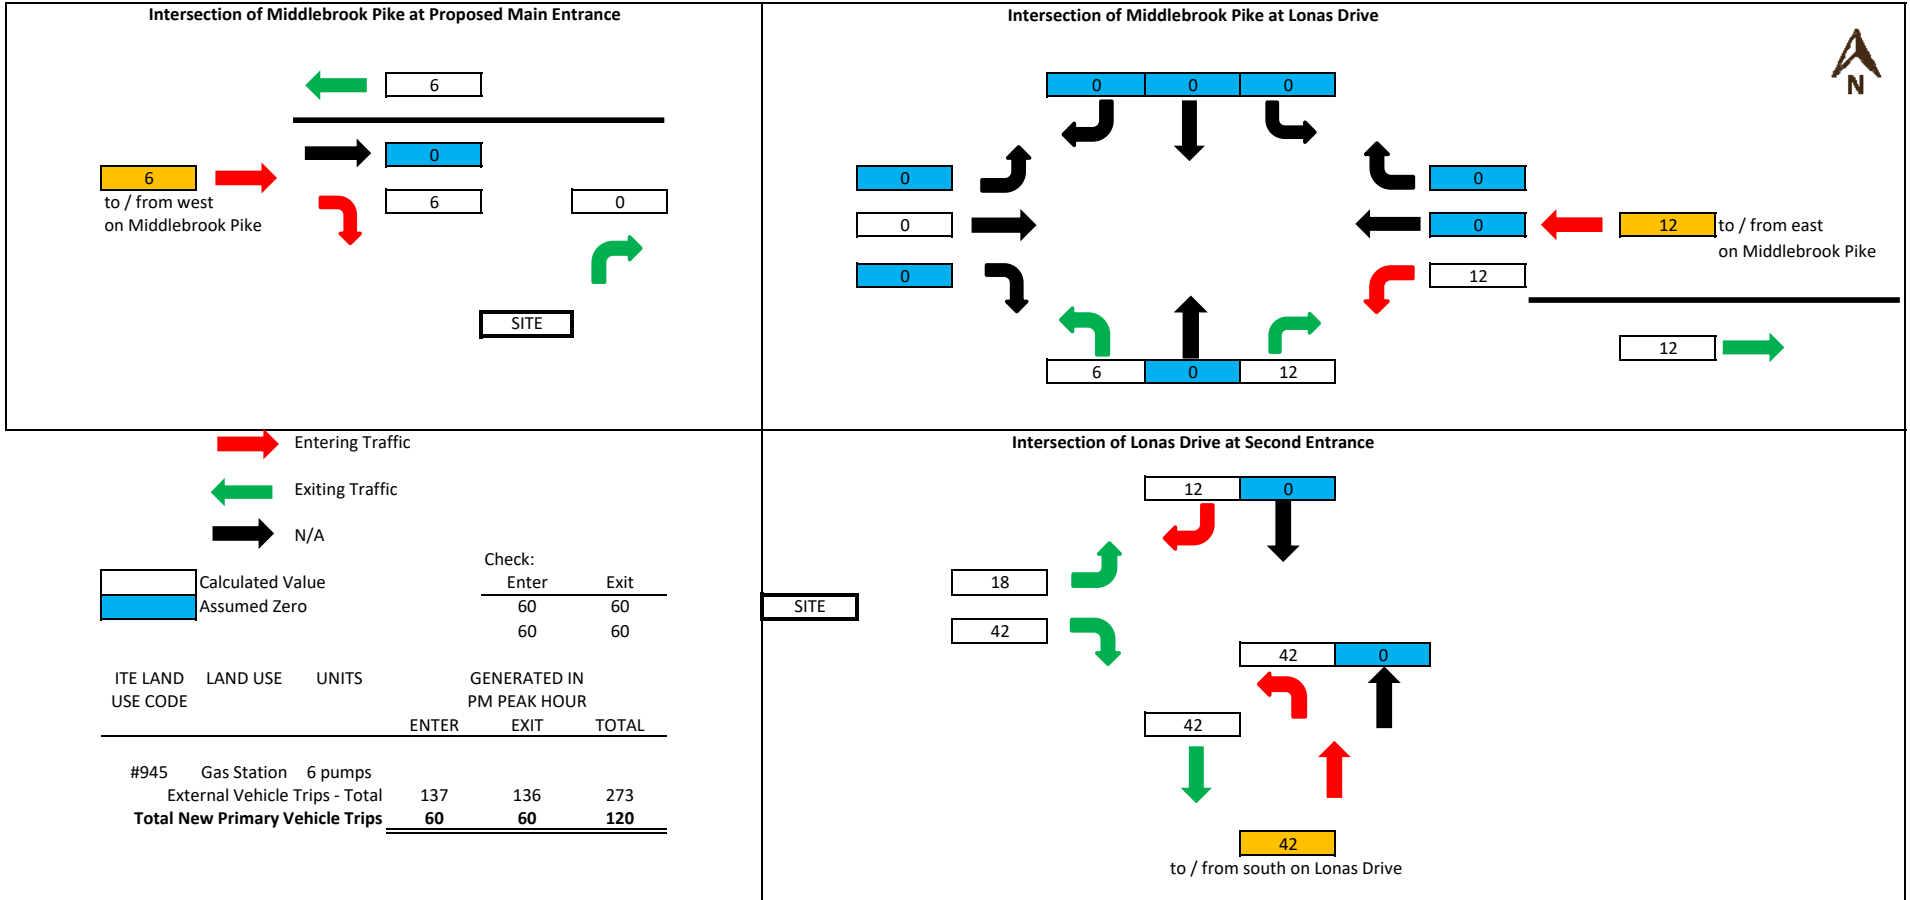 Intersection of Middlebrook Pike at Proposed Main Entrance
6
0
6
to / from west
on Middlebrook Pike
6
0
SITE
Intersection of Middlebrook Pike at Lonas Drive
N
0 0 0
0
0
0
0
0
12
12
to / from east
on Middlebrook Pike
12
6 0 12
Entering Traffic
Exiting Traffic
N/A
Calculated Value
Assumed Zero
Check:
Enter Exit
60 60
60 60
ITE LAND LAND USE UNITS GENERATED IN
USE CODE PM PEAK HOUR
ENTER EXIT TOTAL
#945 Gas Station 6 pumps
External Vehicle Trips - Total 137 136 273
Total New Primary Vehicle Trips 60 60 120
Intersection of Lonas Drive at Second Entrance
12 0
18
SITE
42
42 0
42
42
to / from south on Lonas Drive